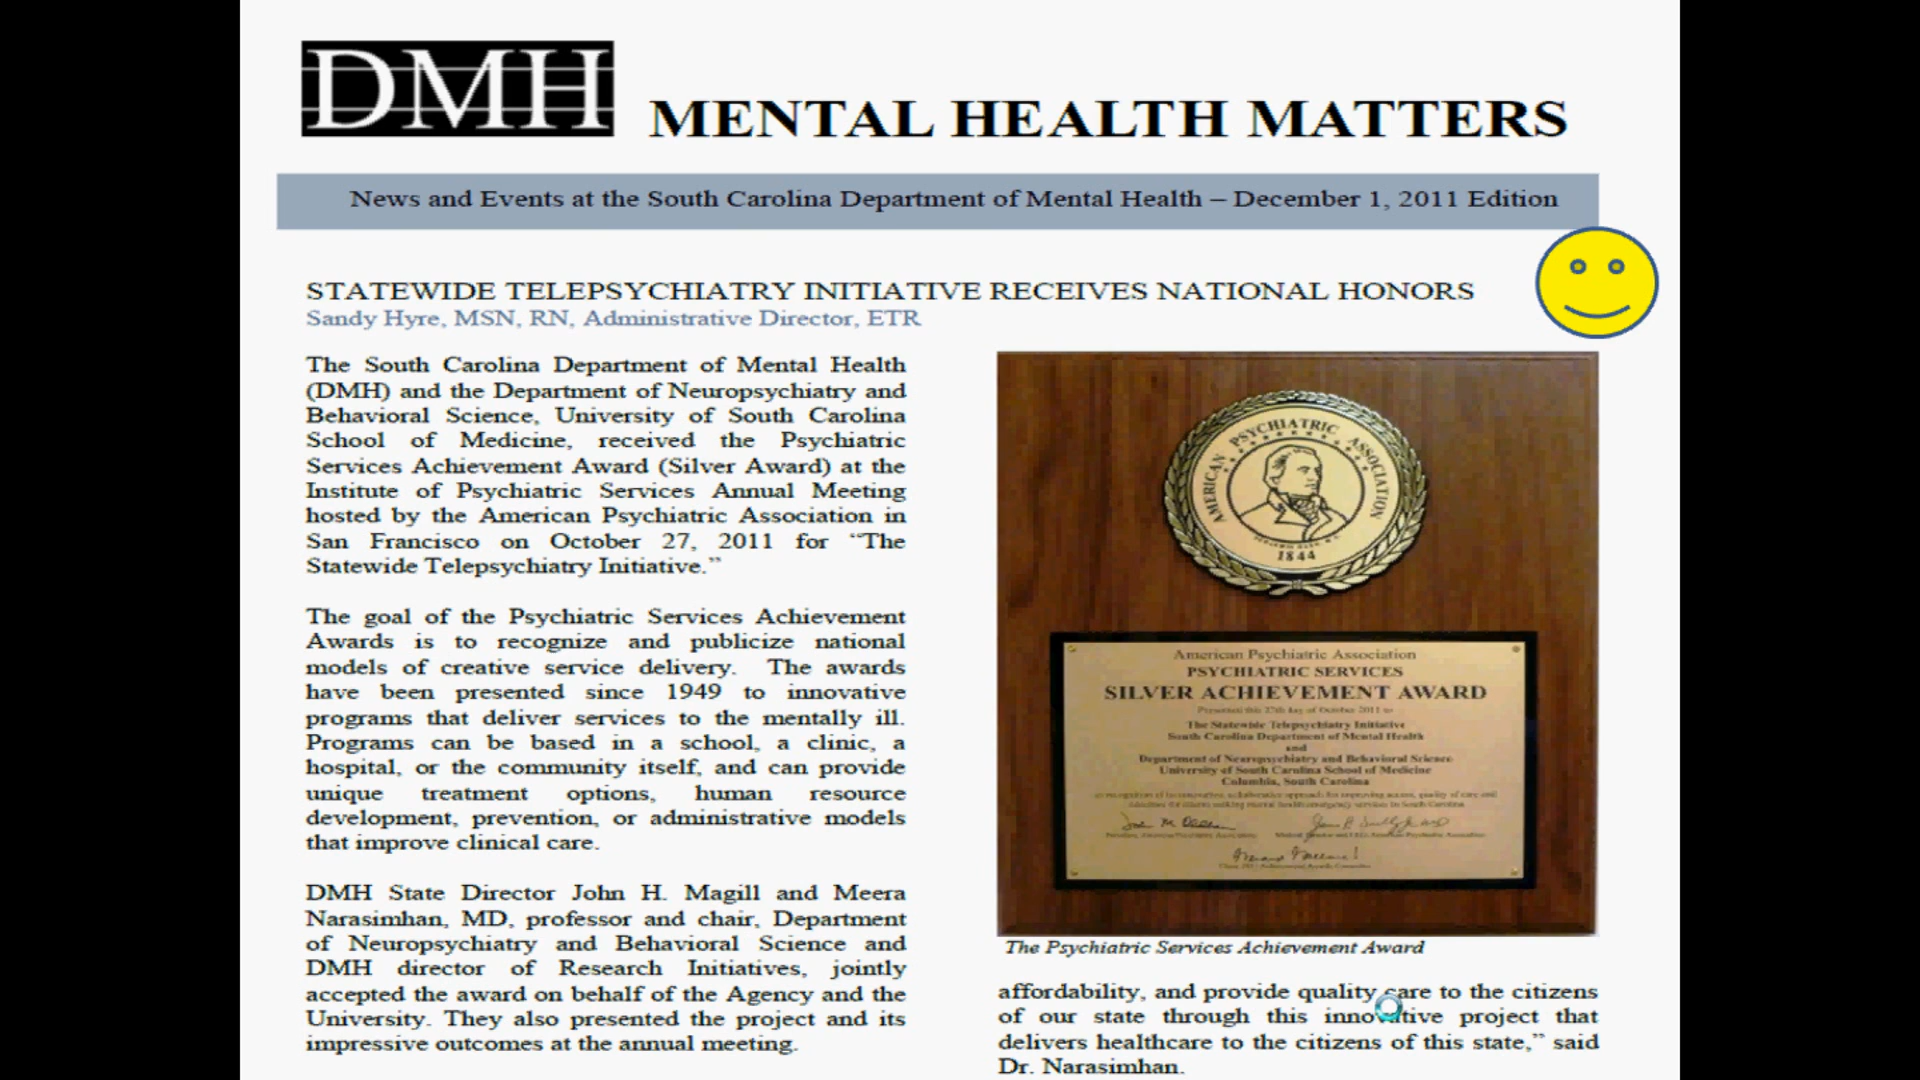 DMH
MENTAL HEALTH MATTERS
News and Events at the South Carolina Department of Mental Health – December 1, 2011 Edition
STATEWIDE TELEPSYCHIATRY INITIATIVE RECEIVES NATIONAL HONORS
Sandy Hyre, MSN, RN, Administrative Director, ETR
The South Carolina Department of Mental Health
(DMH) and the Department of Neuropsychiatry and
Behavioral Science, University of South Carolina
School of Medicine, received the Psychiatric
Services Achievement Award (Silver Award) at the
Institute of Psychiatric Services Annual Meeting
hosted by the American Psychiatric Association in
San Francisco on October 27, 2011 for “The
Statewide Telepsychiatry Initiative.”
The goal of the Psychiatric Services Achievement
Awards is to recognize and publicize national
models of creative service delivery. The awards
have been presented since 1949 to innovative
programs that deliver services to the mentally ill.
Programs can be based in a school, a clinic, a
hospital, or the community itself, and can provide
unique treatment options, human resource
development, prevention, or administrative models
that improve clinical care.
DMH State Director John H. Magill and Meera
Narasimhan, MD, professor and chair, Department
of Neuropsychiatry and Behavioral Science and
DMH director of Research Initiatives, jointly
accepted the award on behalf of the Agency and the
University. They also presented the project and its
impressive outcomes at the annual meeting.
AMERICAN PSYCHIATRIC ASSOCIATION
1844
American Psychiatric Association
PSYCHIATRIC SERVICES
SILVER ACHIEVEMENT AWARD
Presented this 27th day of October 2011 to
The Statewide Telepsychiatry Initiative
South Carolina Department of Mental Health
and
Department of Neuropsychiatry and Behavioral Science
University of South Carolina School of Medicine
Columbia, South Carolina
The Psychiatric Services Achievement Award
affordability, and provide quality care to the citizens
of our state through this innovative project that
delivers healthcare to the citizens of this state,” said
Dr. Narasimhan.